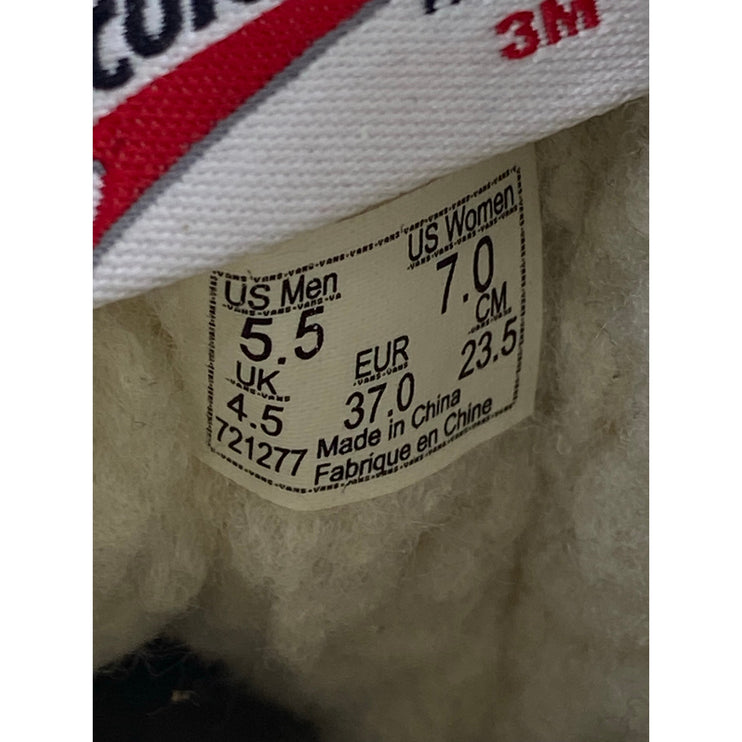 3M
US Men
US Women
5.5
7.0
UK
EUR
CM
4.5
37.0
23.5
721277
Made in China
Fabrique en Chine